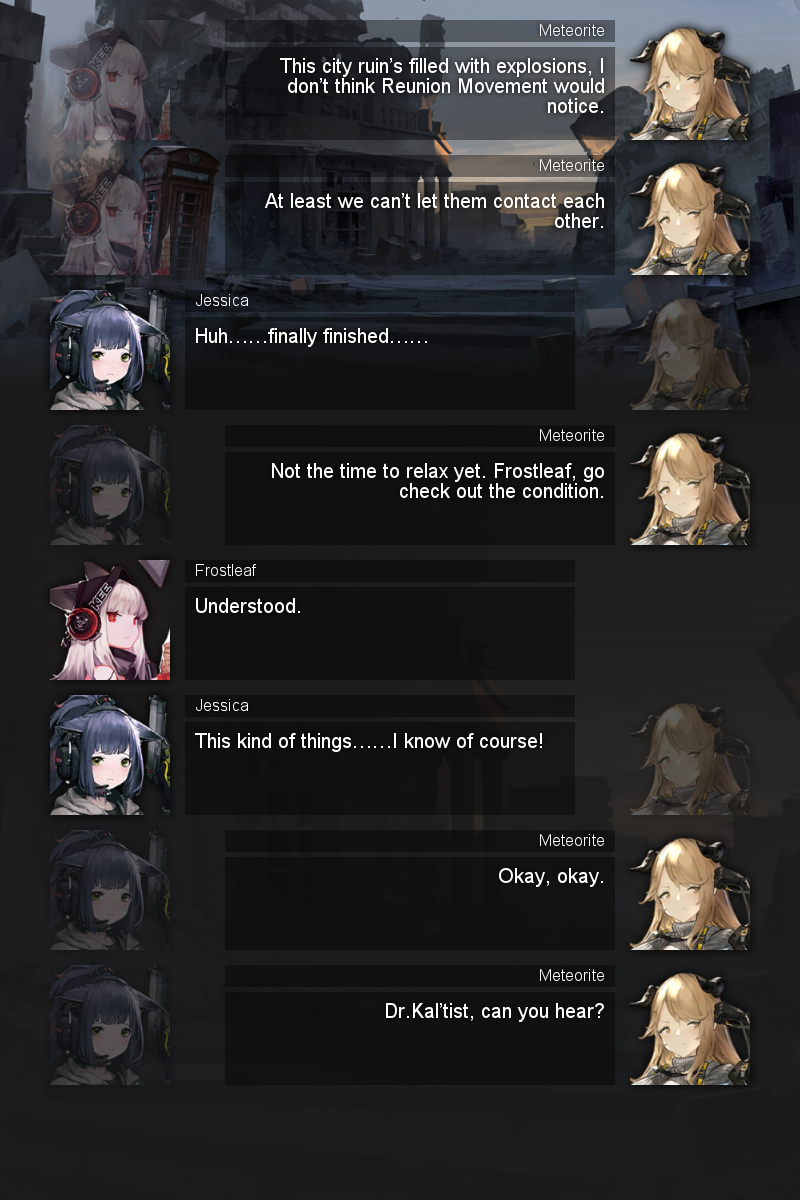 Meteorite
This city ruin's filled with explosions, I
don't think Reunion Movement would
notice.
Meteorite
At least we can't let them contact each
other.
Jessica
Huh……finally finished……
Meteorite
Not the time to relax yet. Frostleaf, go
check out the condition.
Frostleaf
Understood.
Jessica
This kind of things……I know of course!
Meteorite
Okay, okay.
Meteorite
Dr.Kal'tist, can you hear?